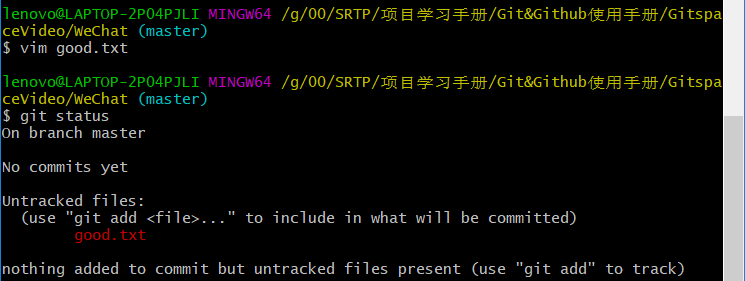 lenovo@LAPTOP-2P04PJLI MINGW64 /g/00/SRTP/项目学习手册/Git&Github使用手册/Gitspa
ceVideo/WeChat (master)
$ vim good.txt
lenovo@LAPTOP-2P04PJLI MINGW64 /g/00/SRTP/项目学习手册/Git&Github使用手册/Gitspa
ceVideo/WeChat (master)
$ git status
On branch master
No commits yet
Untracked files:
  (use "git add <file>..." to include in what will be committed)
        good.txt
nothing added to commit but untracked files present (use "git add" to track)